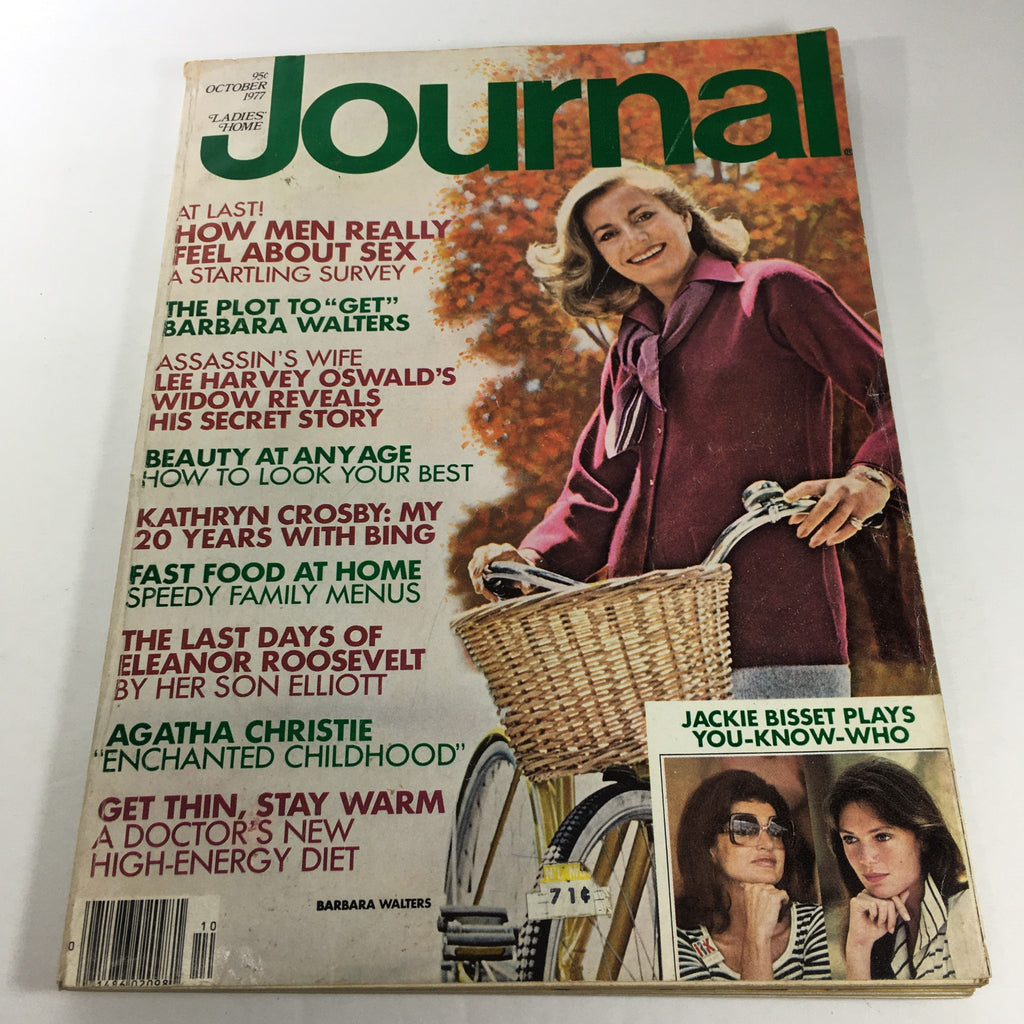 95¢
OCTOBER
1977
LADIES'
HOME
Journal
AT LAST!
HOW MEN REALLY
FEEL ABOUT SEX
A STARTLING SURVEY
THE PLOT TO "GET"
BARBARA WALTERS
ASSASSIN'S WIFE
LEE HARVEY OSWALD'S
WIDOW REVEALS
HIS SECRET STORY
BEAUTY AT ANY AGE
HOW TO LOOK YOUR BEST
KATHRYN CROSBY: MY
20 YEARS WITH BING
FAST FOOD AT HOME
SPEEDY FAMILY MENUS
THE LAST DAYS OF
ELEANOR ROOSEVELT
BY HER SON ELLIOTT
AGATHA CHRISTIE
"ENCHANTED CHILDHOOD"
GET THIN, STAY WARM
A DOCTOR'S NEW
HIGH-ENERGY DIET
BARBARA WALTERS
71¢
JACKIE BISSET PLAYS
YOU-KNOW-WHO
0
10